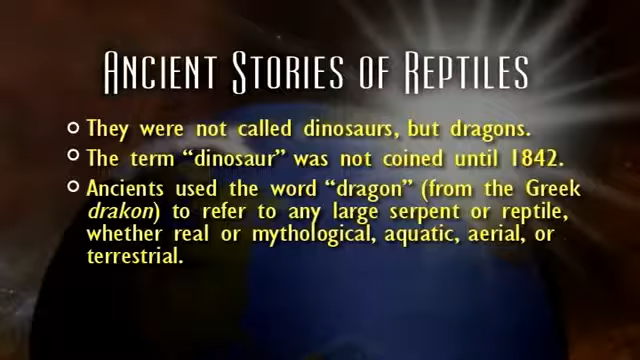 Ancient Stories of Reptiles
They were not called dinosaurs, but dragons.
The term “dinosaur” was not coined until 1842.
Ancients used the word “dragon” (from the Greek
drakon) to refer to any large serpent or reptile,
whether real or mythological, aquatic, aerial, or
terrestrial.